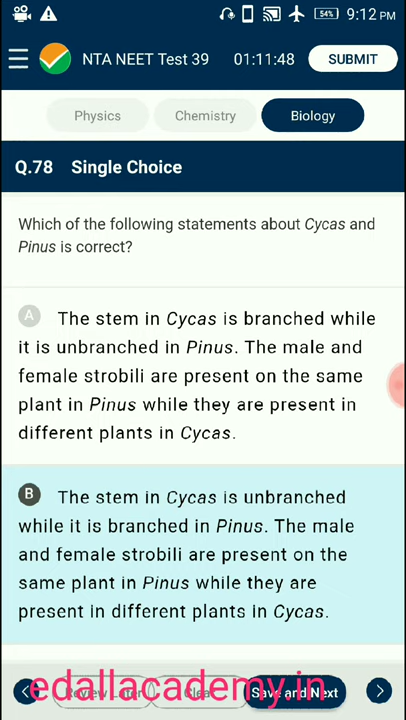 54% 9:12 PM
NTA NEET Test 39 01:11:48 SUBMIT
Physics Chemistry Biology
Q.78 Single Choice
Which of the following statements about Cycas and
Pinus is correct?
A The stem in Cycas is branched while
it is unbranched in Pinus. The male and
female strobili are present on the same
plant in Pinus while they are present in
different plants in Cycas.
B The stem in Cycas is unbranched
while it is branched in Pinus. The male
and female strobili are present on the
same plant in Pinus while they are
present in different plants in Cycas.
Review Later Clear Save and Next
edallacademy.in